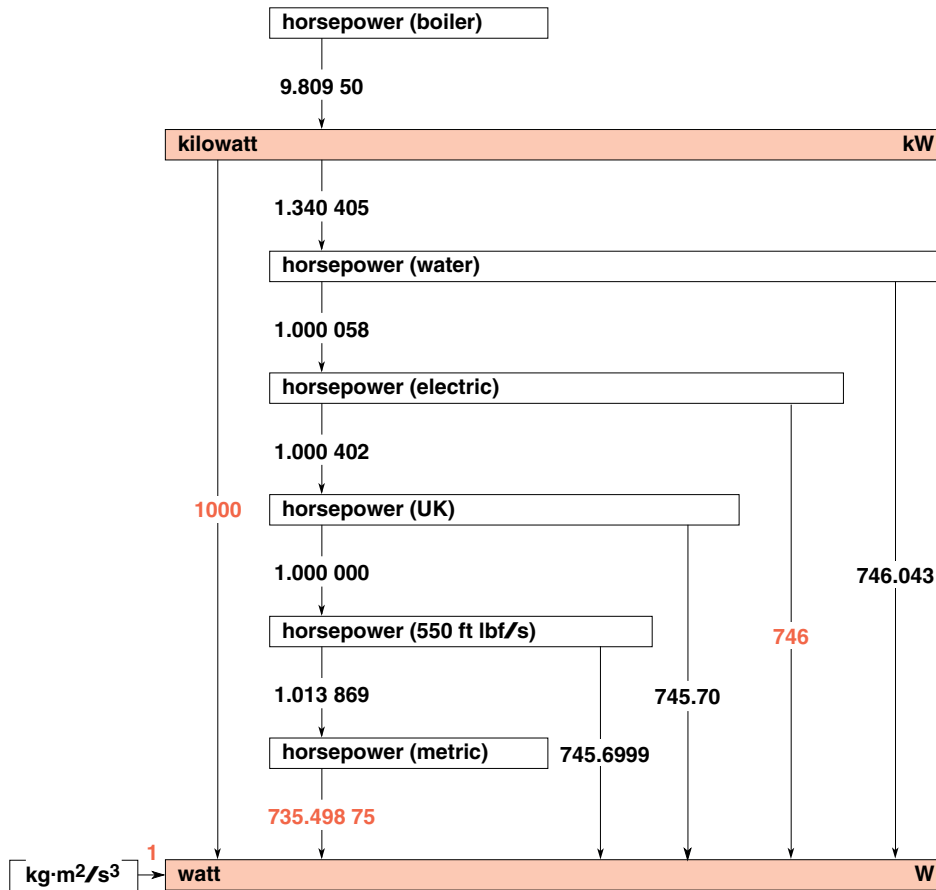 horsepower (boiler)
9.809 50
kilowatt kW
1.340 405
horsepower (water)
1.000 058
horsepower (electric)
1.000 402
horsepower (UK)
1000
1.000 000
746.043
horsepower (550 ft lbf/s)
746
1.013 869
745.70
horsepower (metric)
745.6999
735.498 75
1
kg·m²/s³
watt W